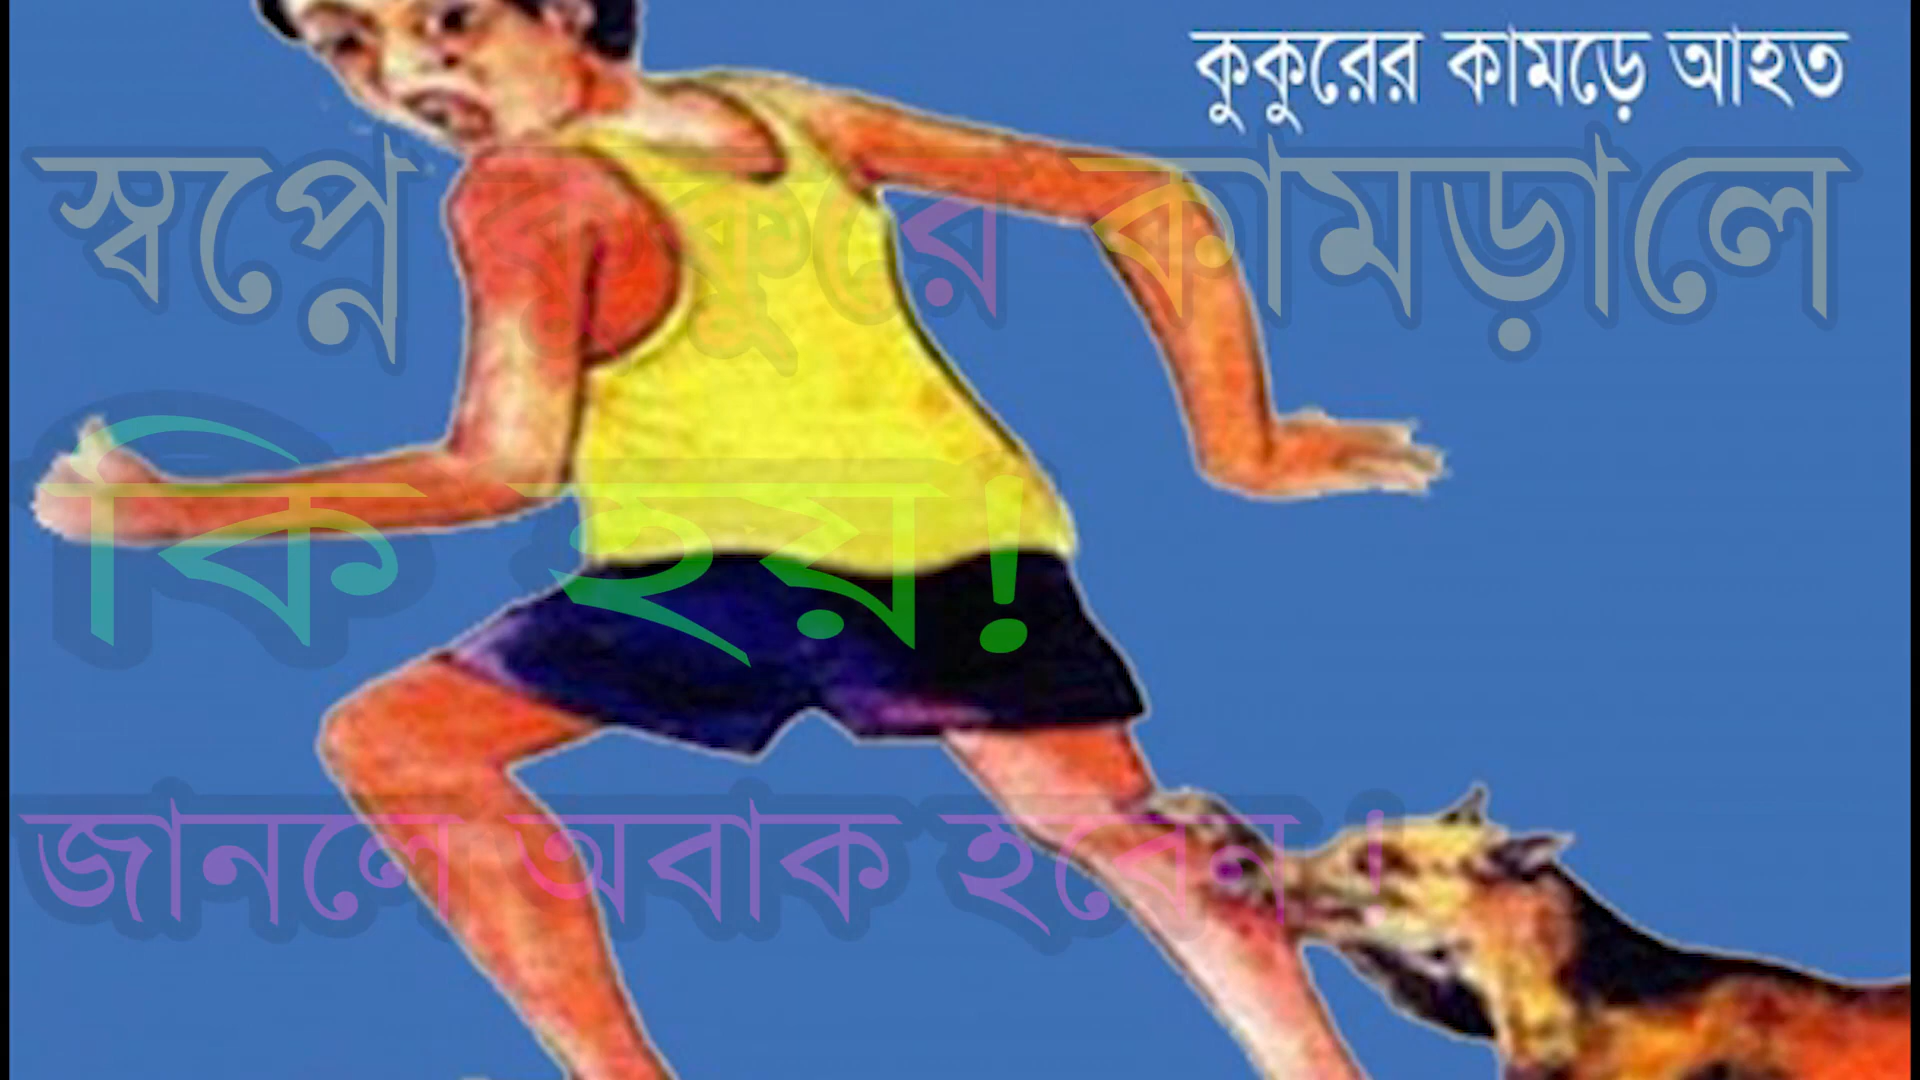 কুকুরের কামড়ে আহত
স্বপ্নে কুকুরে কামড়ালে
কি হয়!
জানলে অবাক হবেন !